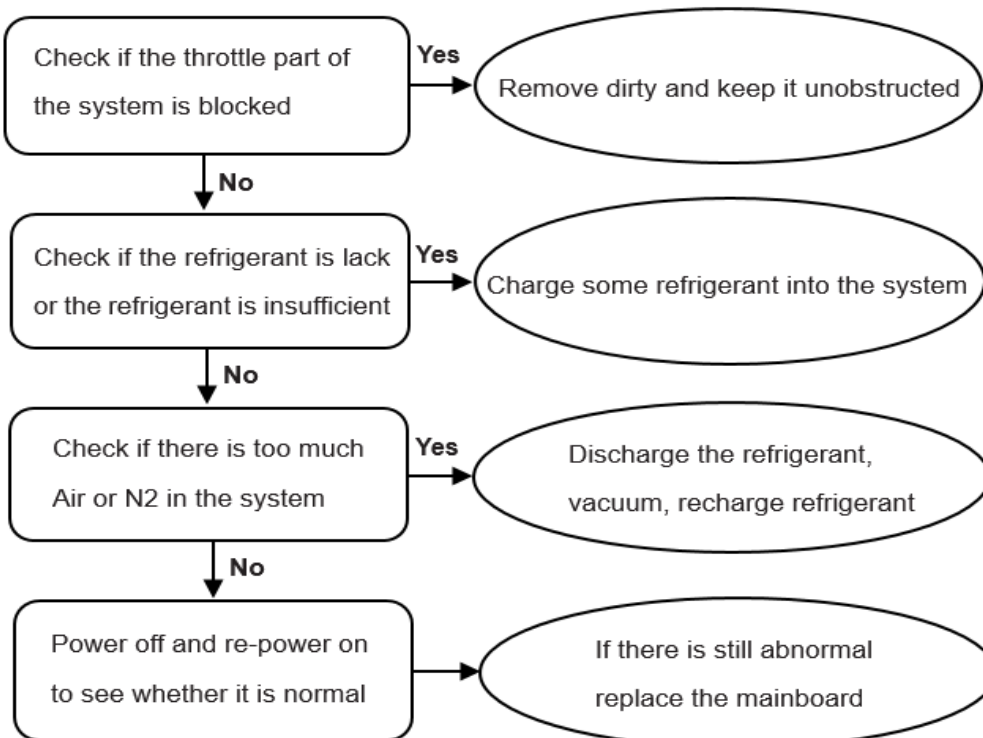 Check if the throttle part of
the system is blocked
Yes
Remove dirty and keep it unobstructed
No
Check if the refrigerant is lack
or the refrigerant is insufficient
Yes
Charge some refrigerant into the system
No
Check if there is too much
Air or N2 in the system
Yes
Discharge the refrigerant,
vacuum, recharge refrigerant
No
Power off and re-power on
to see whether it is normal
If there is still abnormal
replace the mainboard